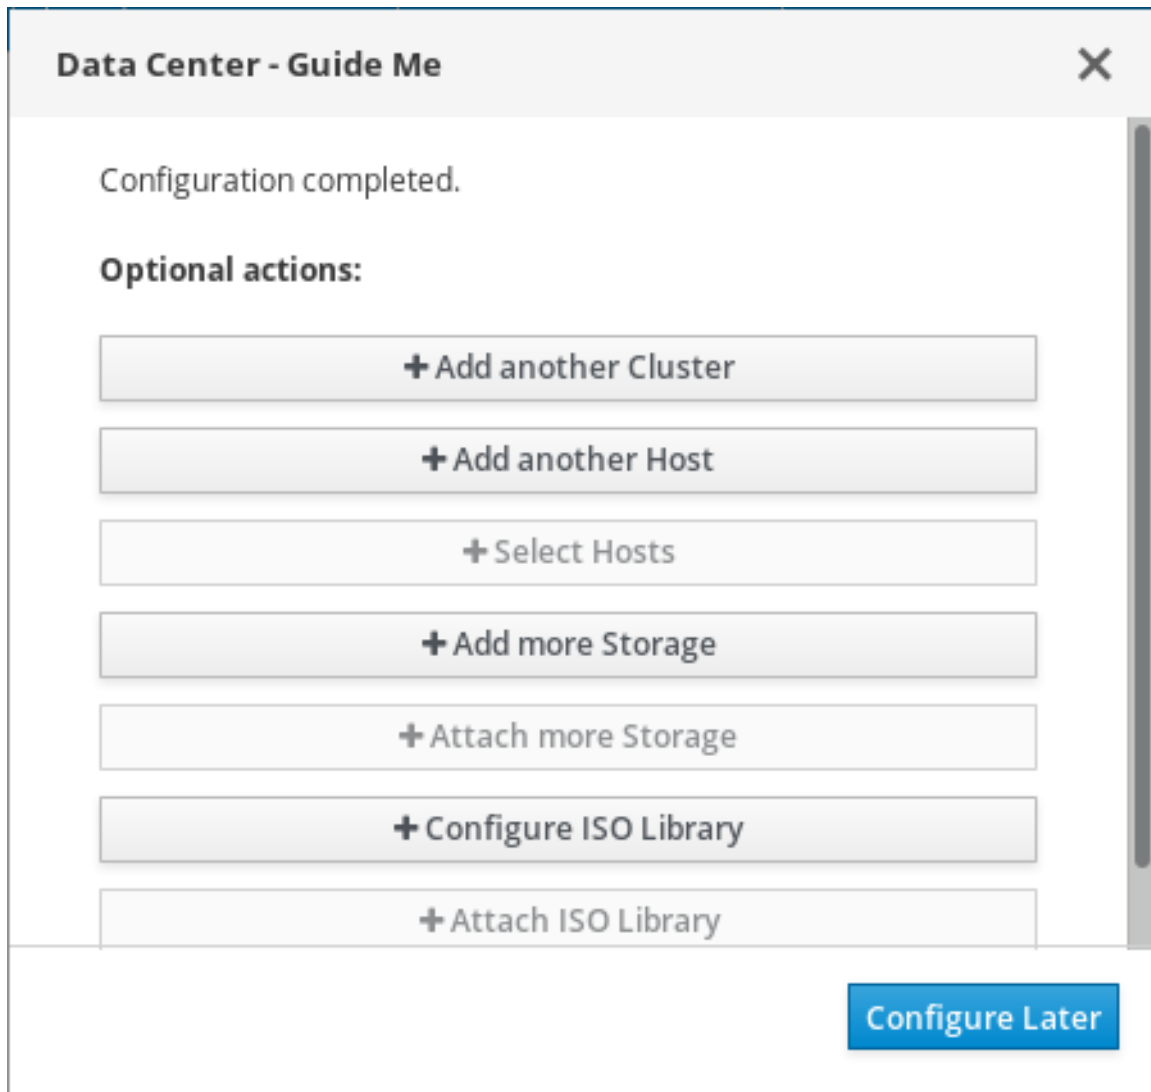 Data Center - Guide Me
Configuration completed.
Optional actions:
Add another Cluster
Add another Host
Select Hosts
Add more Storage
Attach more Storage
Configure ISO Library
Attach ISO Library
Configure Later